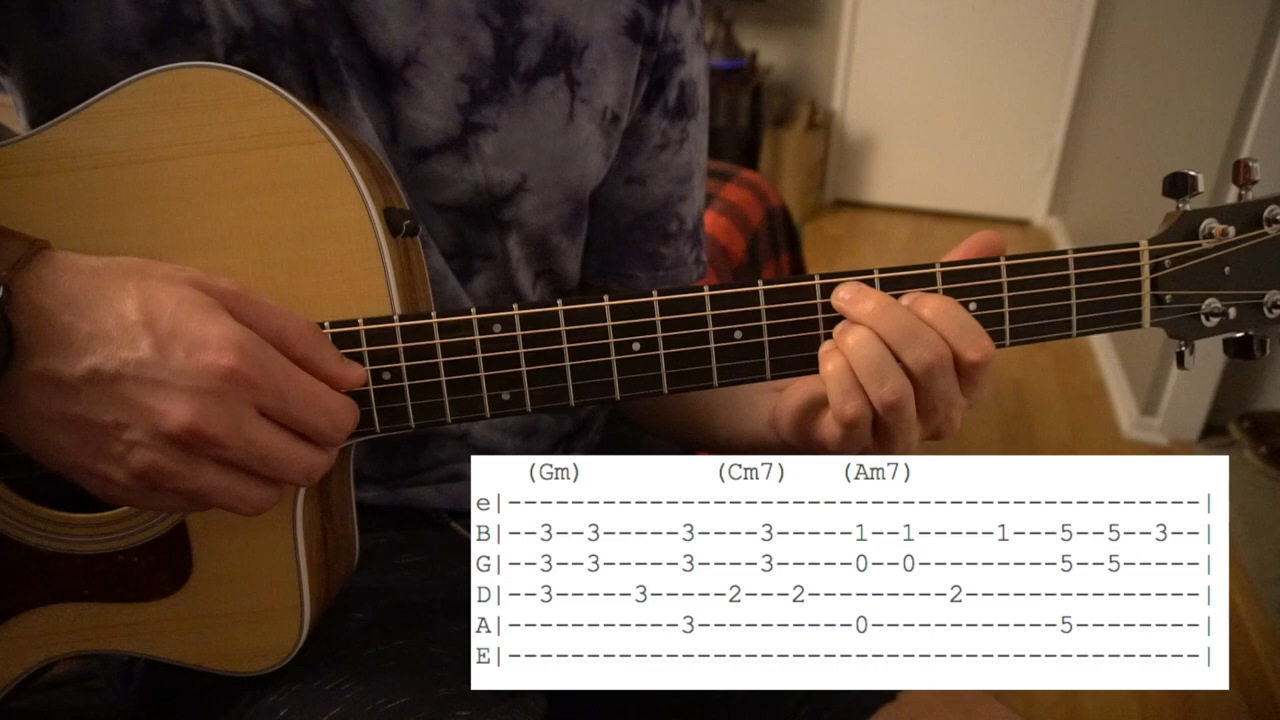 (Gm) (Cm7) (Am7)
e|--------------------------------------------|
B|--3--3-----3----3-----1--1-----1---5--5--3--|
G|--3--3-----3----3-----0--0---------5--5-----|
D|--3-----3-----2---2---------2---------------|
A|-----------3----------0------------5--------|
E|--------------------------------------------|